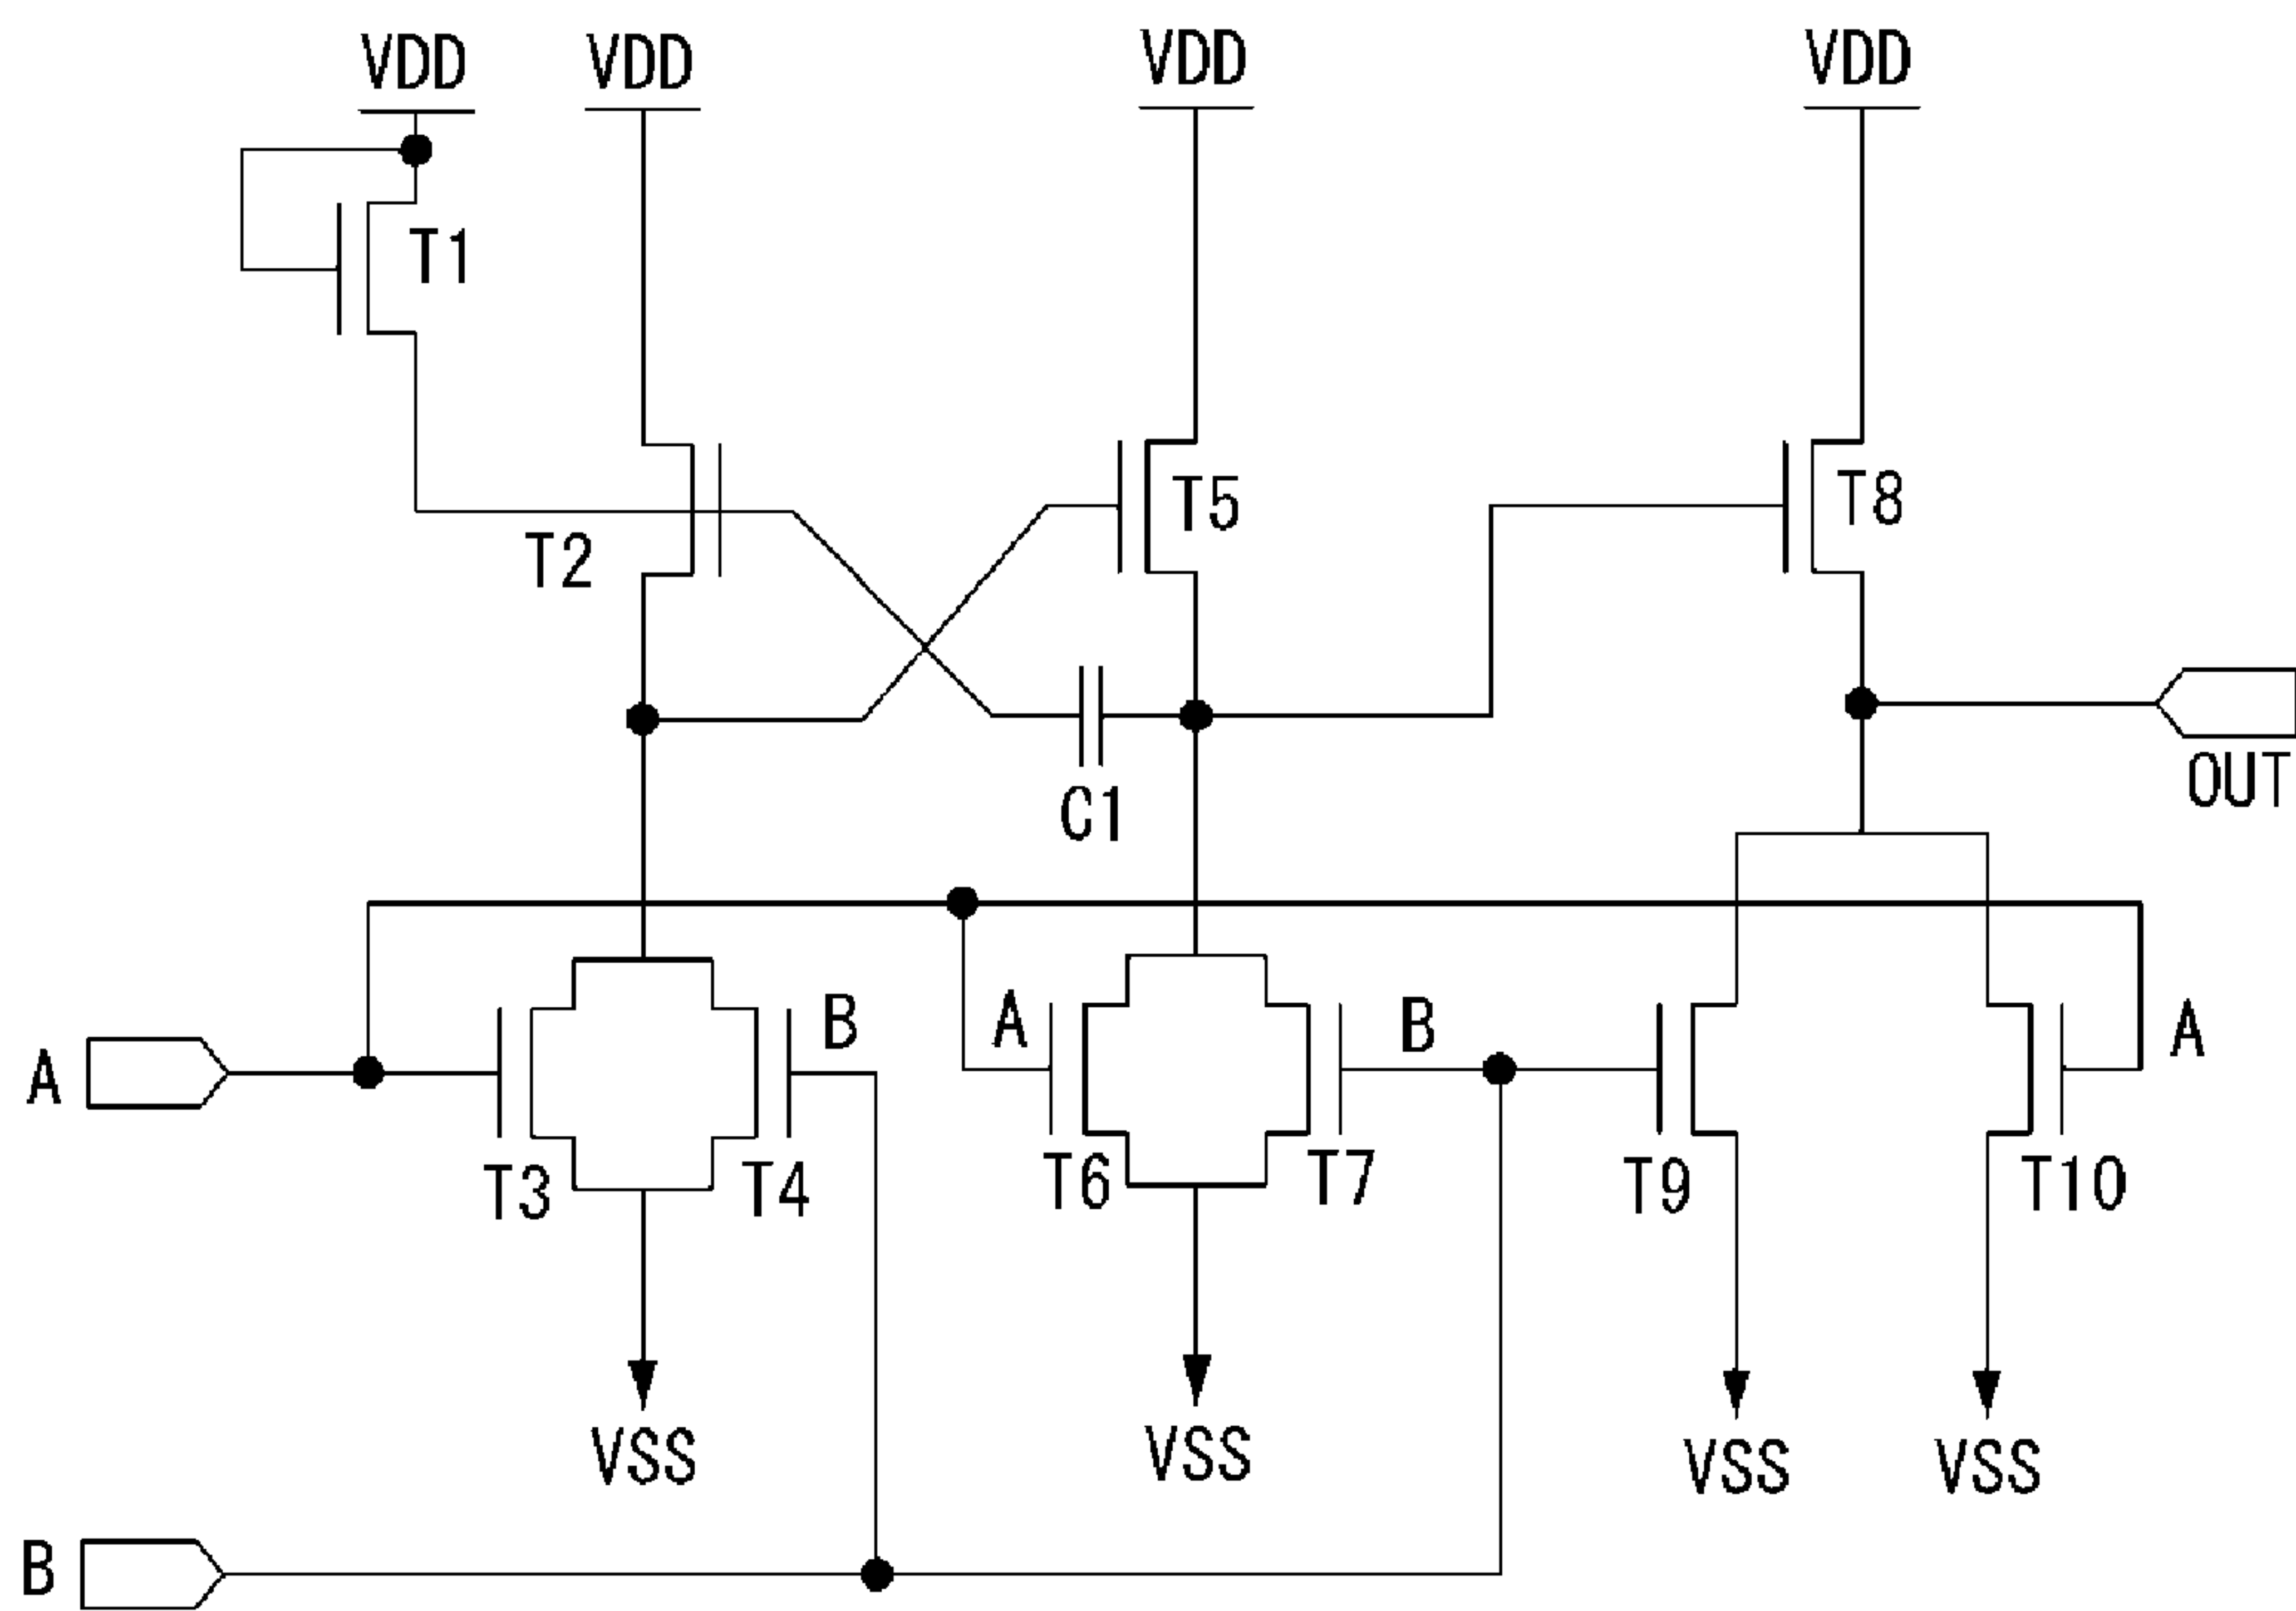 VDD VDD VDD VDD
T1
T5 T8
T2
OUT
C1
A B A B A
T3 T4 T6 T7 T9 T10
VSS VSS VSS VSS
B